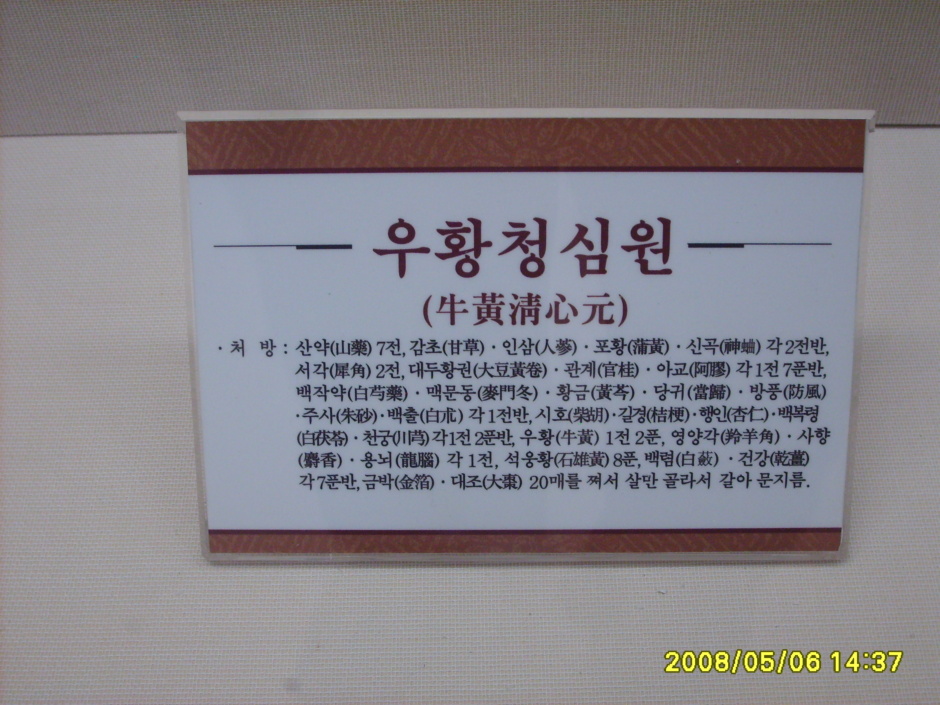 우황청심원
(牛黃淸心元)
· 처 방 : 산약(山藥) 7전, 감초(甘草) · 인삼(人蔘) · 포황(蒲黃) · 신곡(神䊚) 각 2전반,
서각(犀角) 2전, 대두황권(大豆黃卷) · 관계(官桂) · 아교(阿膠) 각 1전 7푼반,
백작약(白芍藥) · 맥문동(麥門冬) · 황금(黃芩) · 당귀(當歸) · 방풍(防風)
· 주사(朱砂) · 백출(白朮) 각 1전반, 시호(柴胡) · 길경(桔梗) · 행인(杏仁) · 백복령
(白茯苓) · 천궁(川芎) 각1전 2푼반, 우황(牛黃) 1전 2푼, 영양각(羚羊角) · 사향
(麝香) · 용뇌(龍腦) 각 1전, 석웅황(石雄黃) 8푼, 백렴(白蘞) · 건강(乾薑)
각 7푼반, 금박(金箔) · 대조(大棗) 20매를 쪄서 살만 골라서 갈아 문지름.
2008/05/06 14:37